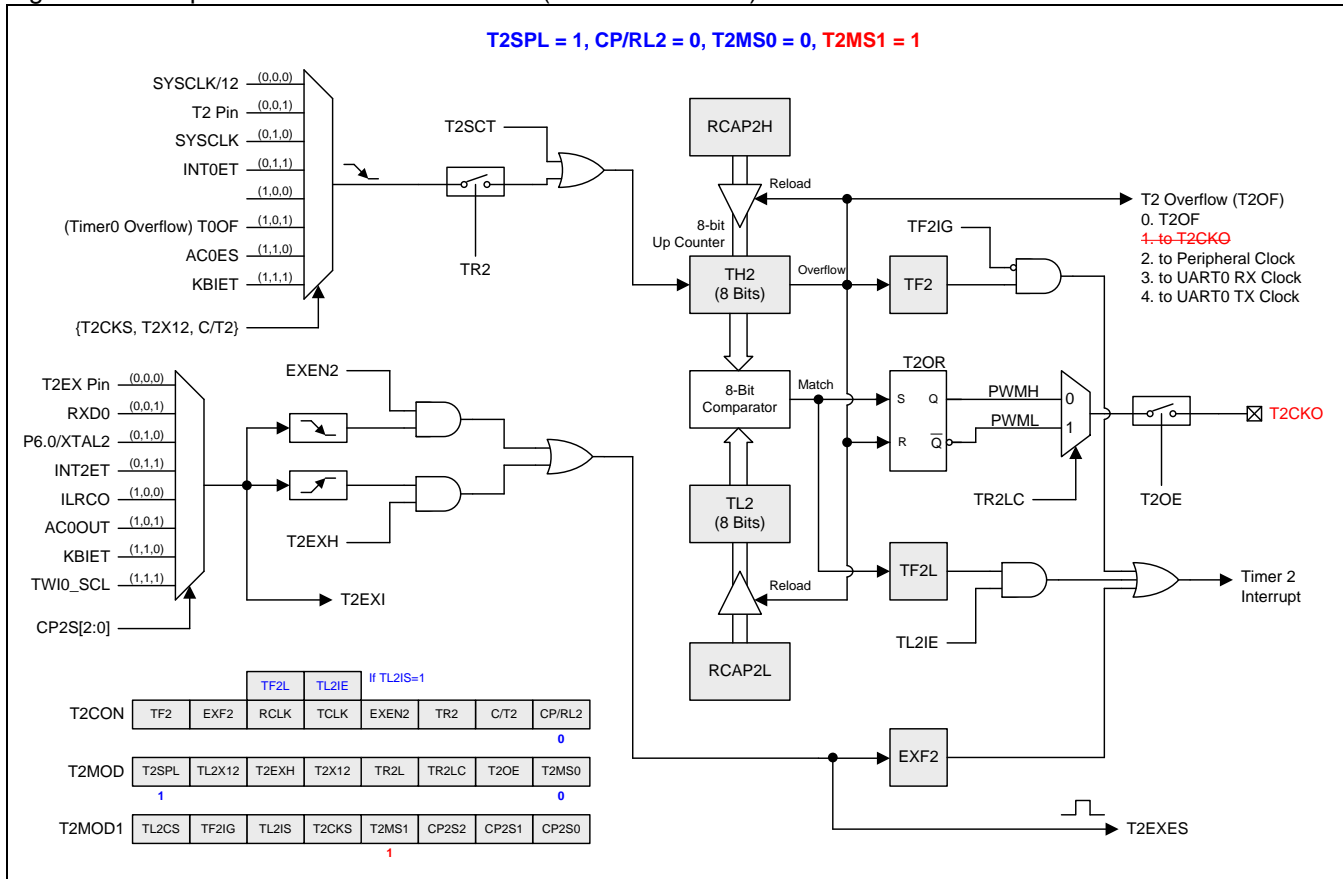 T2SPL = 1, CP/RL2 = 0, T2MS0 = 0, T2MS1 = 1
SYSCLK/12 (0,0,0)
T2 Pin (0,0,1)
SYSCLK (0,1,0)
INT0ET (0,1,1)
(1,0,0)
(Timer0 Overflow) T0OF (1,0,1)
AC0ES (1,1,0)
KBIET (1,1,1)
{T2CKS, T2X12, C/T2}
T2SCT
TR2
RCAP2H
Reload
8-bit
Up Counter
TH2
(8 Bits)
Overflow
TF2IG
TF2
T2 Overflow (T2OF)
0. T2OF
1. to T2CKO
2. to Peripheral Clock
3. to UART0 RX Clock
4. to UART0 TX Clock
T2EX Pin (0,0,0)
RXD0 (0,0,1)
P6.0/XTAL2 (0,1,0)
INT2ET (0,1,1)
ILRCO (1,0,0)
AC0OUT (1,0,1)
KBIET (1,1,0)
TWI0_SCL (1,1,1)
CP2S[2:0]
EXEN2
T2EXH
T2EXI
8-Bit
Comparator
Match
T2OR
S Q
R Q
PWMH
PWML
0
1
TR2LC
T2OE
T2CKO
TL2
(8 Bits)
Reload
RCAP2L
TF2L
TL2IE
Timer 2
Interrupt
EXF2
T2EXES
TF2L TL2IE If TL2IS=1
T2CON TF2 EXF2 RCLK TCLK EXEN2 TR2 C/T2 CP/RL2
0
T2MOD T2SPL TL2X12 T2EXH T2X12 TR2L TR2LC T2OE T2MS0
1 0
T2MOD1 TL2CS TF2IG TL2IS T2CKS T2MS1 CP2S2 CP2S1 CP2S0
1